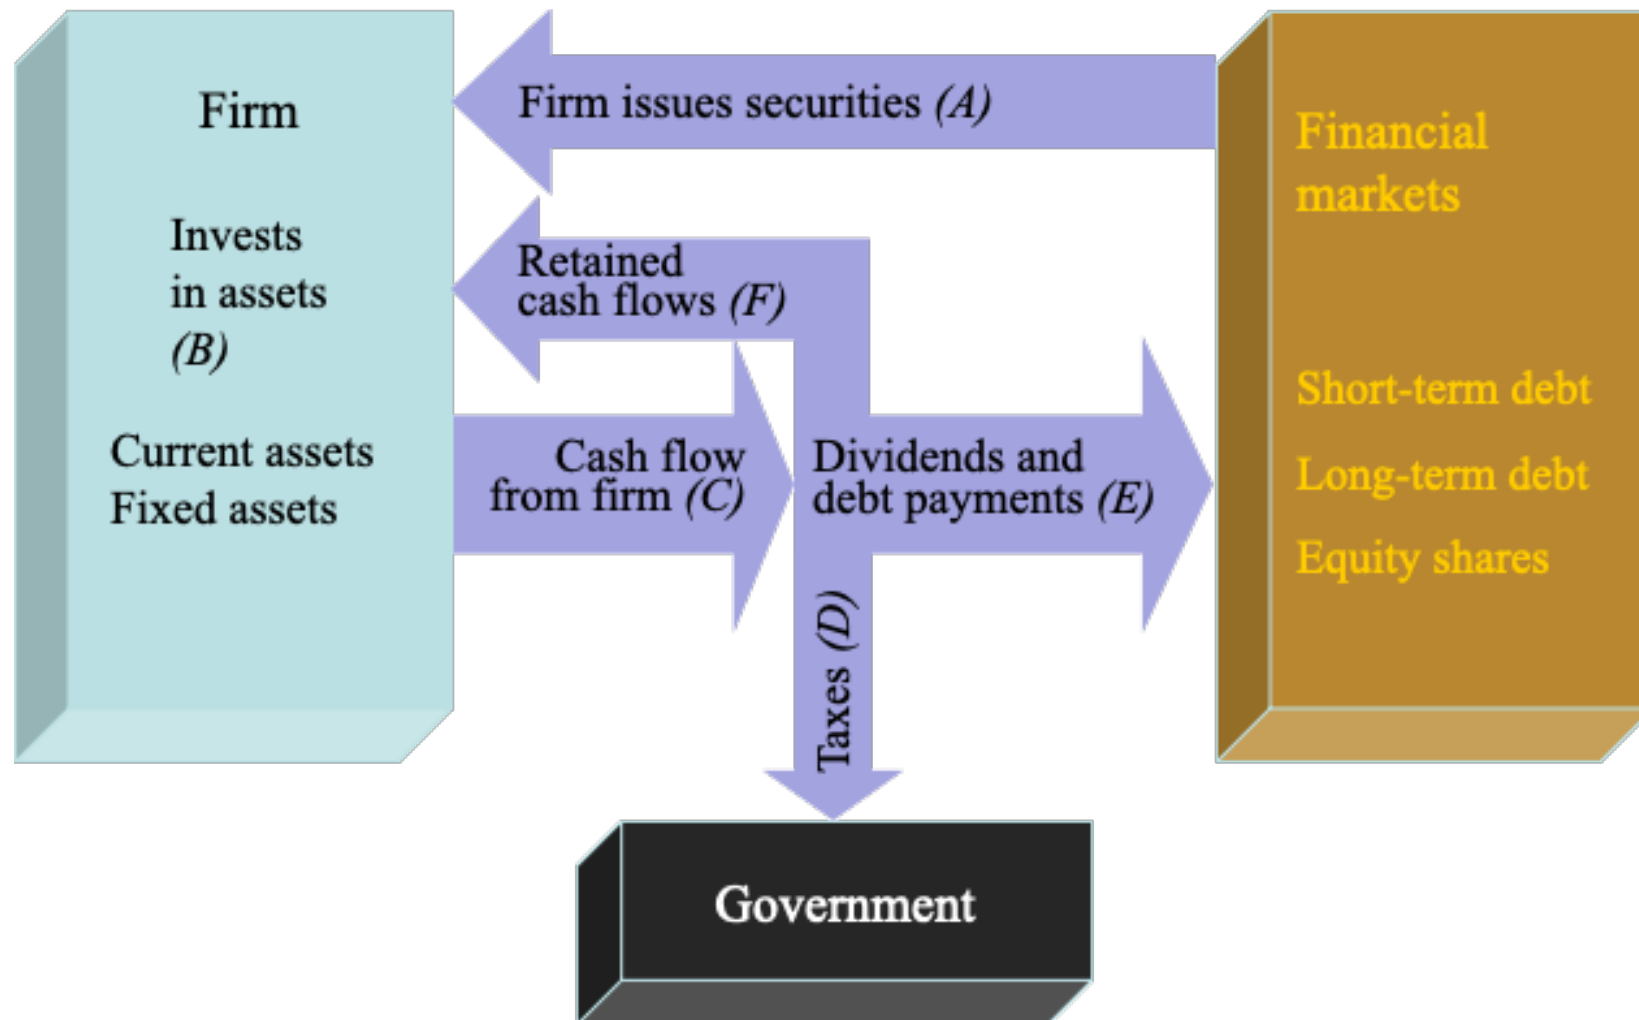 Firm
Invests
in assets
(B)
Current assets
Fixed assets
Firm issues securities (A)
Retained
cash flows (F)
Cash flow
from firm (C)
Dividends and
debt payments (E)
Taxes (D)
Financial
markets
Short-term debt
Long-term debt
Equity shares
Government